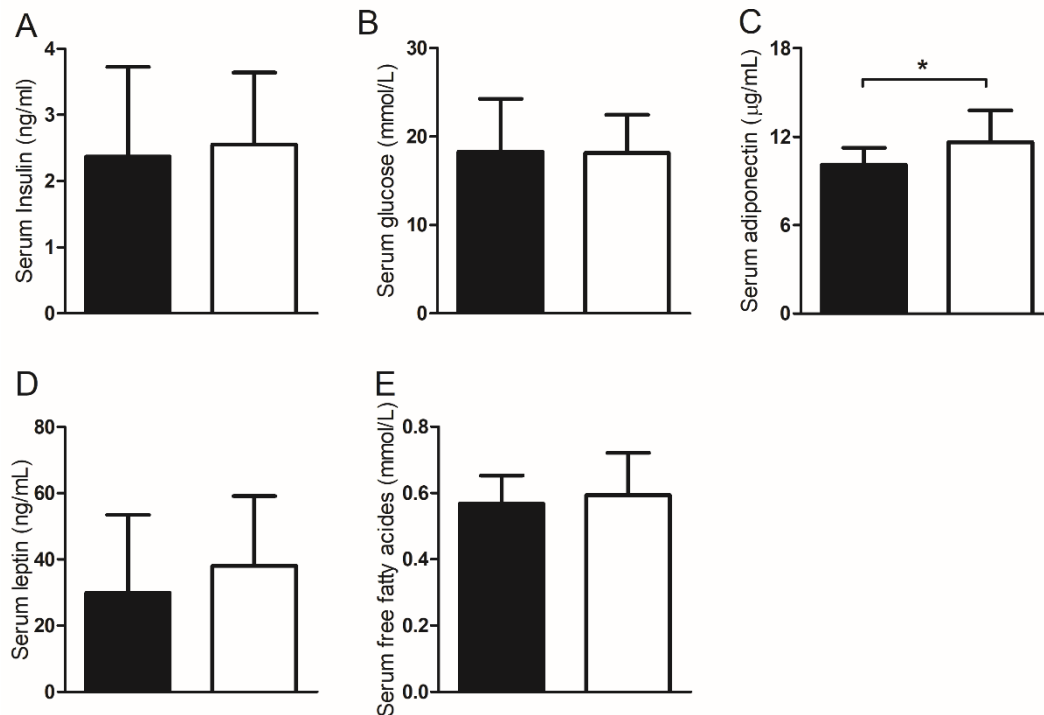 A
Serum Insulin (ng/ml)
4
3
2
1
0
B
Serum glucose (mmol/L)
30
20
10
0
C
Serum adiponectin (μg/mL)
18
12
6
0
*
D
Serum leptin (ng/mL)
80
60
40
20
0
E
Serum free fatty acides (mmol/L)
0.8
0.6
0.4
0.2
0.0